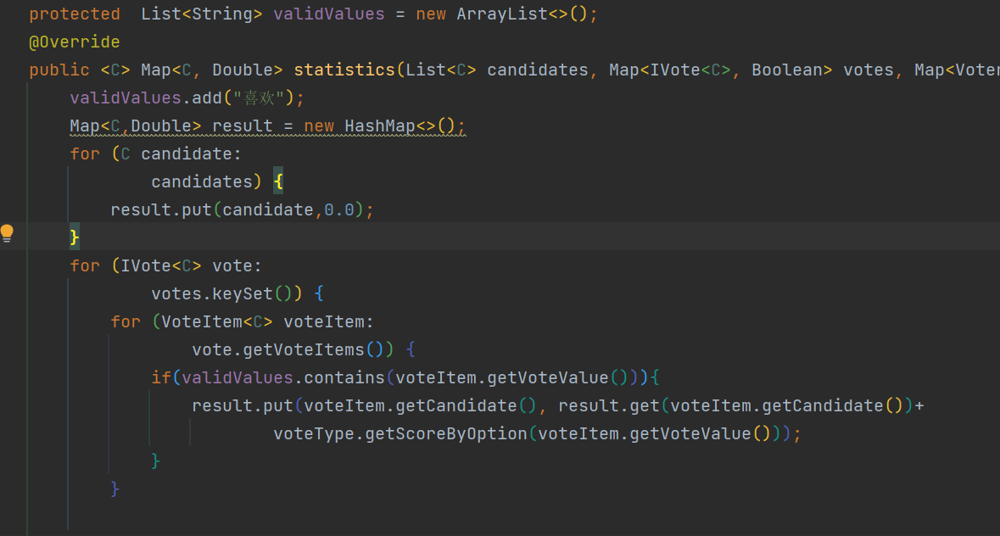 protected  List<String> validValues = new ArrayList<>();
@Override
public <C> Map<C, Double> statistics(List<C> candidates, Map<IVote<C>, Boolean> votes, Map<Voter
validValues.add("喜欢");
Map<C,Double> result = new HashMap<>();
for (C candidate:
candidates) {
result.put(candidate,0.0);
}
for (IVote<C> vote:
votes.keySet()) {
for (VoteItem<C> voteItem:
vote.getVoteItems()) {
if(validValues.contains(voteItem.getVoteValue())){
result.put(voteItem.getCandidate(), result.get(voteItem.getCandidate())+
voteType.getScoreByOption(voteItem.getVoteValue()));
}
}